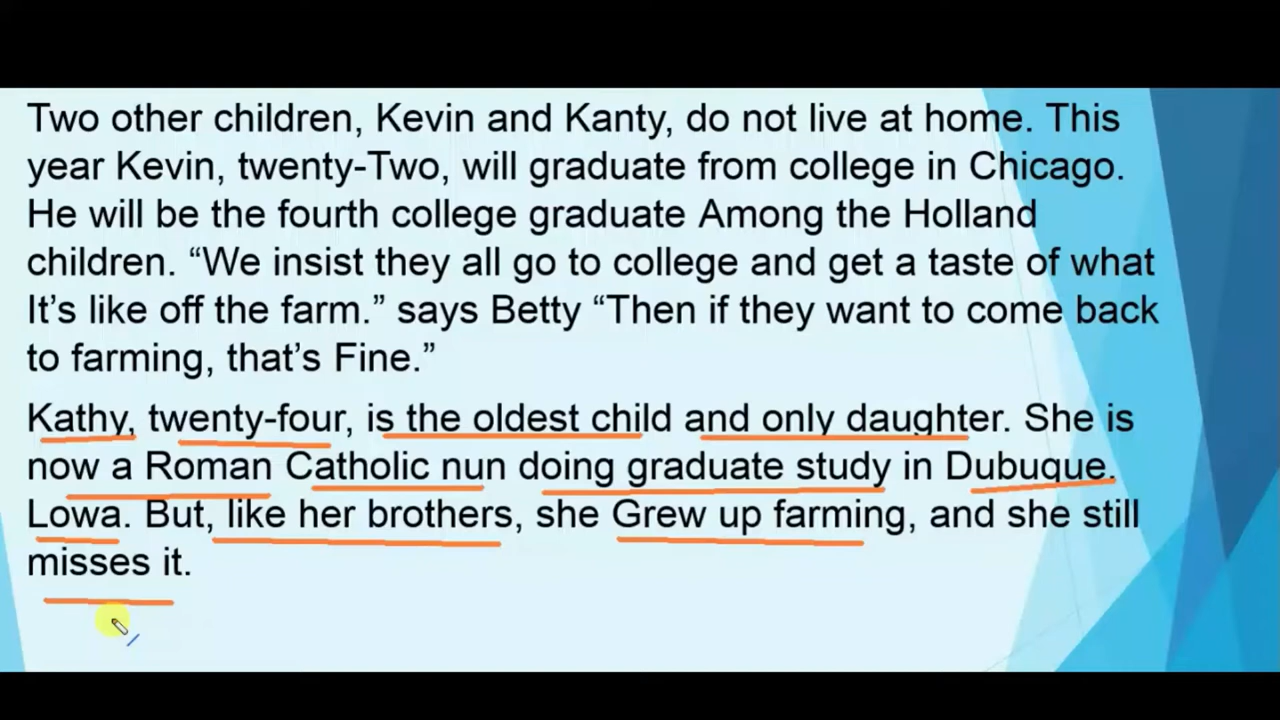 Two other children, Kevin and Kanty, do not live at home. This
year Kevin, twenty-Two, will graduate from college in Chicago.
He will be the fourth college graduate Among the Holland
children. “We insist they all go to college and get a taste of what
It’s like off the farm.” says Betty “Then if they want to come back
to farming, that’s Fine.”
Kathy, twenty-four, is the oldest child and only daughter. She is
now a Roman Catholic nun doing graduate study in Dubuque.
Lowa. But, like her brothers, she Grew up farming, and she still
misses it.